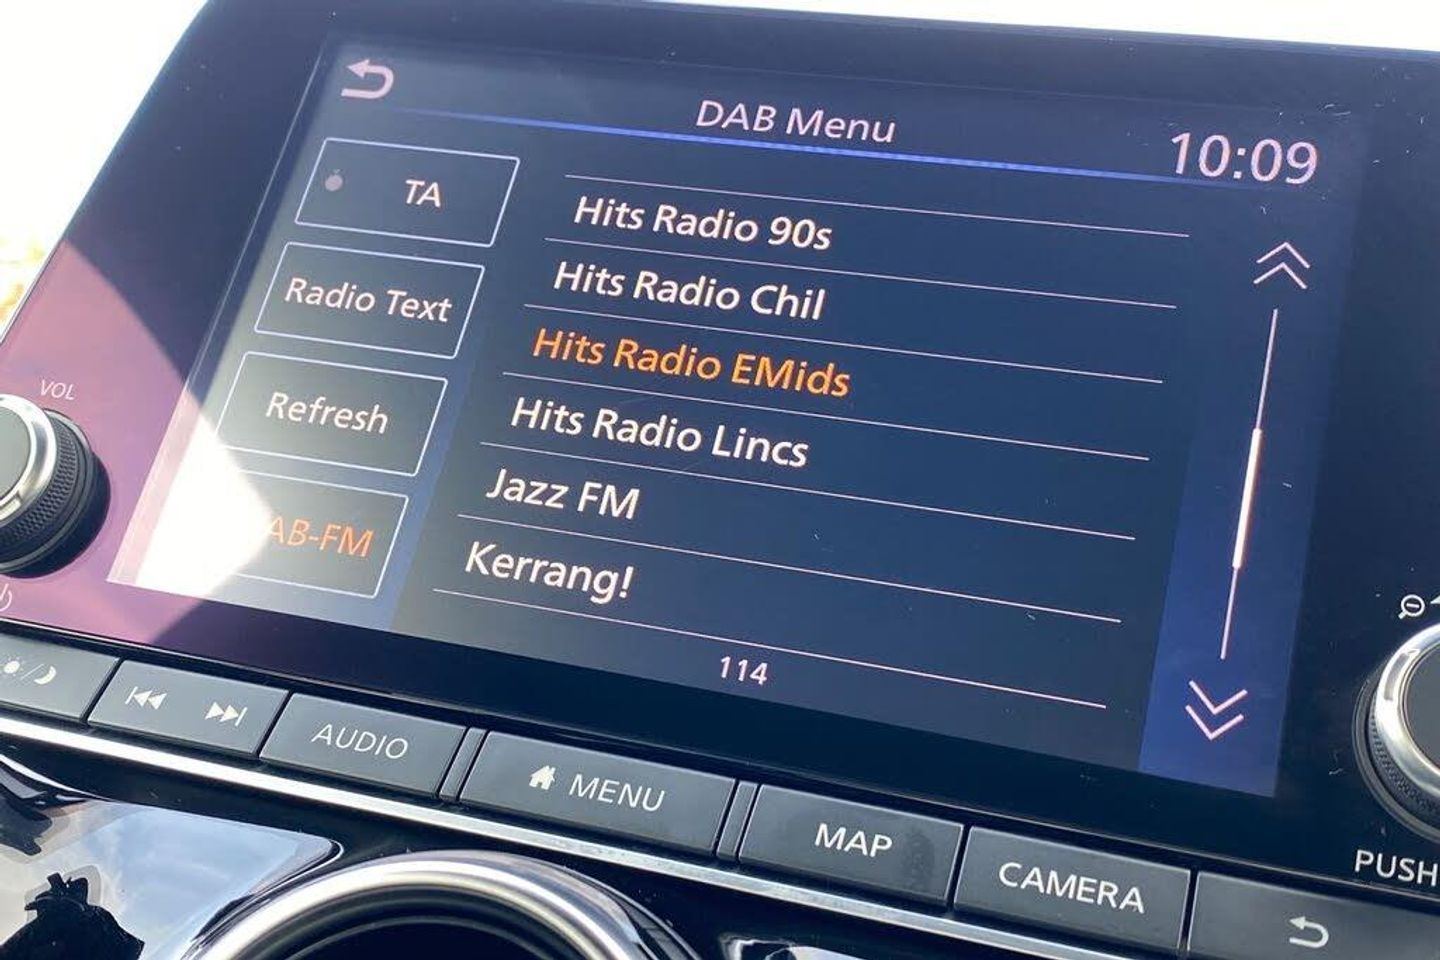 DAB Menu
10:09
TA
Radio Text
Refresh
AB-FM
Hits Radio 90s
Hits Radio Chil
Hits Radio EMids
Hits Radio Lincs
Jazz FM
Kerrang!
114
VOL
AUDIO
MENU
MAP
CAMERA
PUSH